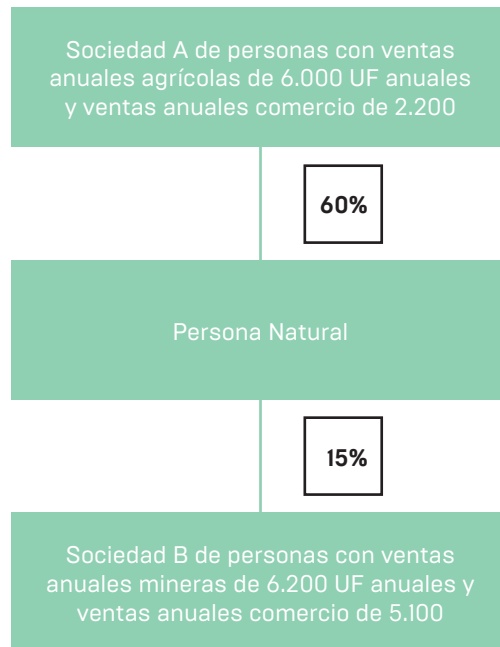 Sociedad A de personas con ventas
anuales agrícolas de 6.000 UF anuales
y ventas anuales comercio de 2.200
60%
Persona Natural
15%
Sociedad B de personas con ventas
anuales mineras de 6.200 UF anuales y
ventas anuales comercio de 5.100